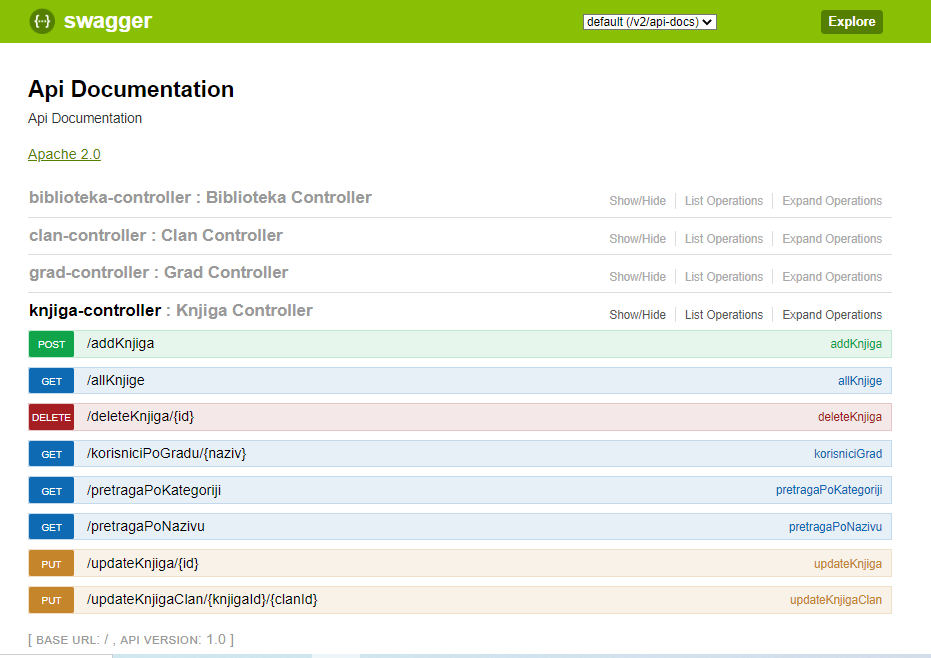 {···} swagger default (/v2/api-docs) Explore
Api Documentation
Api Documentation
Apache 2.0
biblioteka-controller : Biblioteka Controller Show/Hide List Operations Expand Operations
clan-controller : Clan Controller Show/Hide List Operations Expand Operations
grad-controller : Grad Controller Show/Hide List Operations Expand Operations
knjiga-controller : Knjiga Controller Show/Hide List Operations Expand Operations
POST /addKnjiga addKnjiga
GET /allKnjige allKnjige
DELETE /deleteKnjiga/{id} deleteKnjiga
GET /korisniciPoGradu/{naziv} korisniciGrad
GET /pretragaPoKategoriji pretragaPoKategoriji
GET /pretragaPoNazivu pretragaPoNazivu
PUT /updateKnjiga/{id} updateKnjiga
PUT /updateKnjigaClan/{knjigaId}/{clanId} updateKnjigaClan
[ BASE URL: / , API VERSION: 1.0 ]